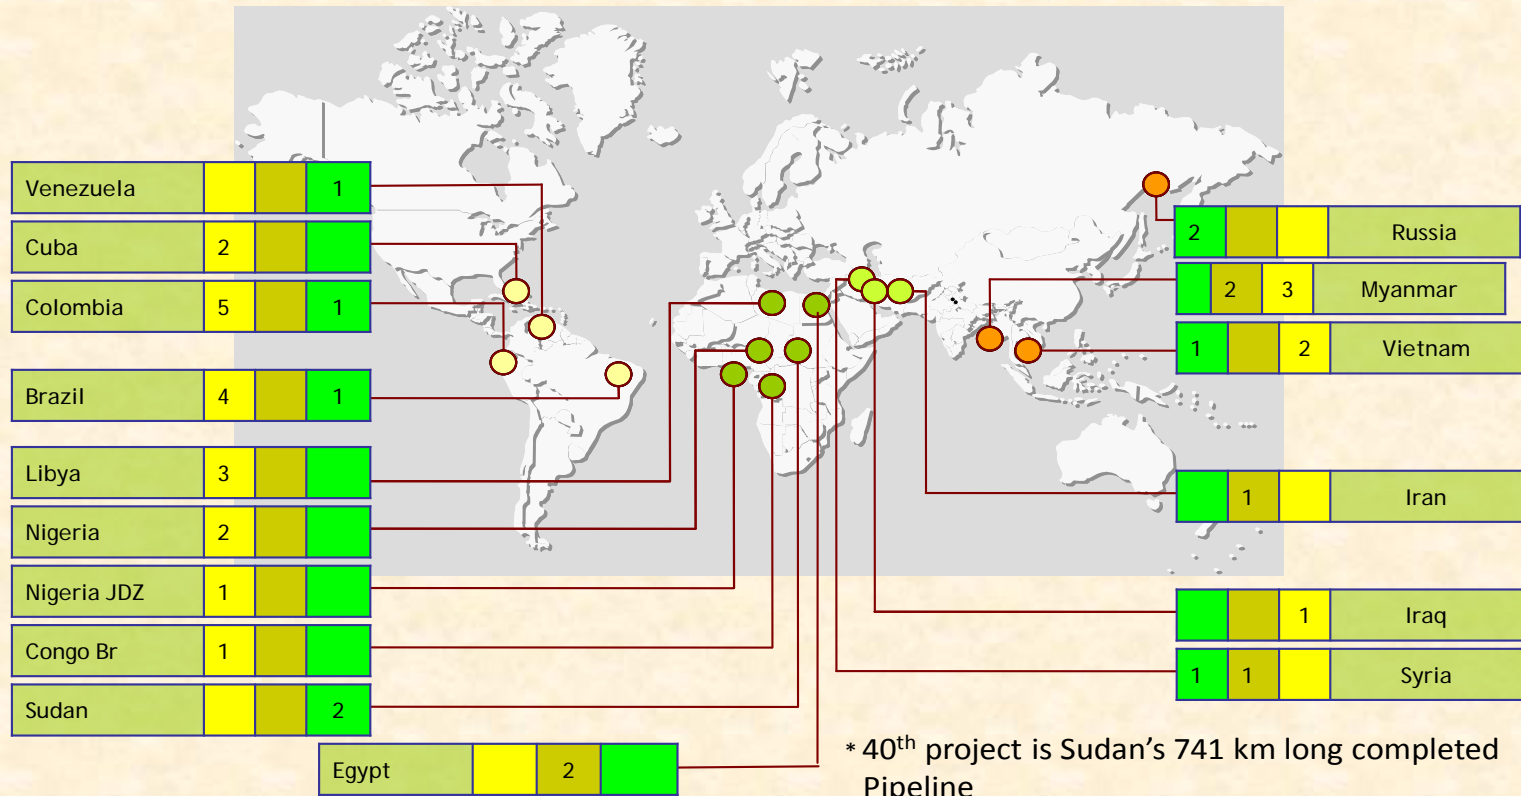 Venezuela 1
Cuba 2
Colombia 5 1
Brazil 4 1
Libya 3
Nigeria 2
Nigeria JDZ 1
Congo Br 1
Sudan 2
Egypt 2
2 Russia
2 3 Myanmar
1 2 Vietnam
1 Iran
1 Iraq
1 1 Syria
* 40th project is Sudan's 741 km long completed
Pipeline